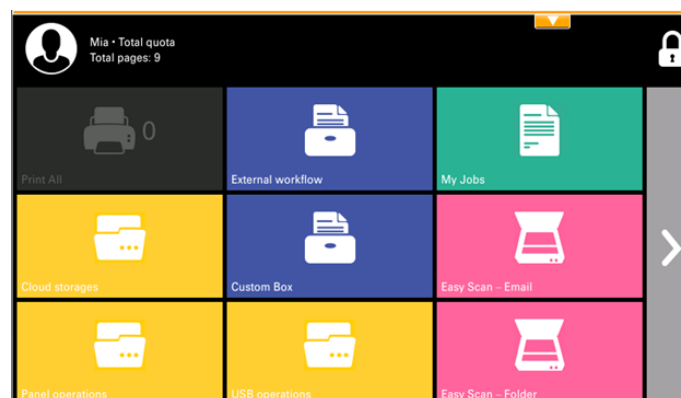 Mia • Total quota
Total pages: 9
0
Print All
External workflow
My Jobs
Cloud storages
Custom Box
Easy Scan – Email
Panel operations
USB operations
Easy Scan – Folder